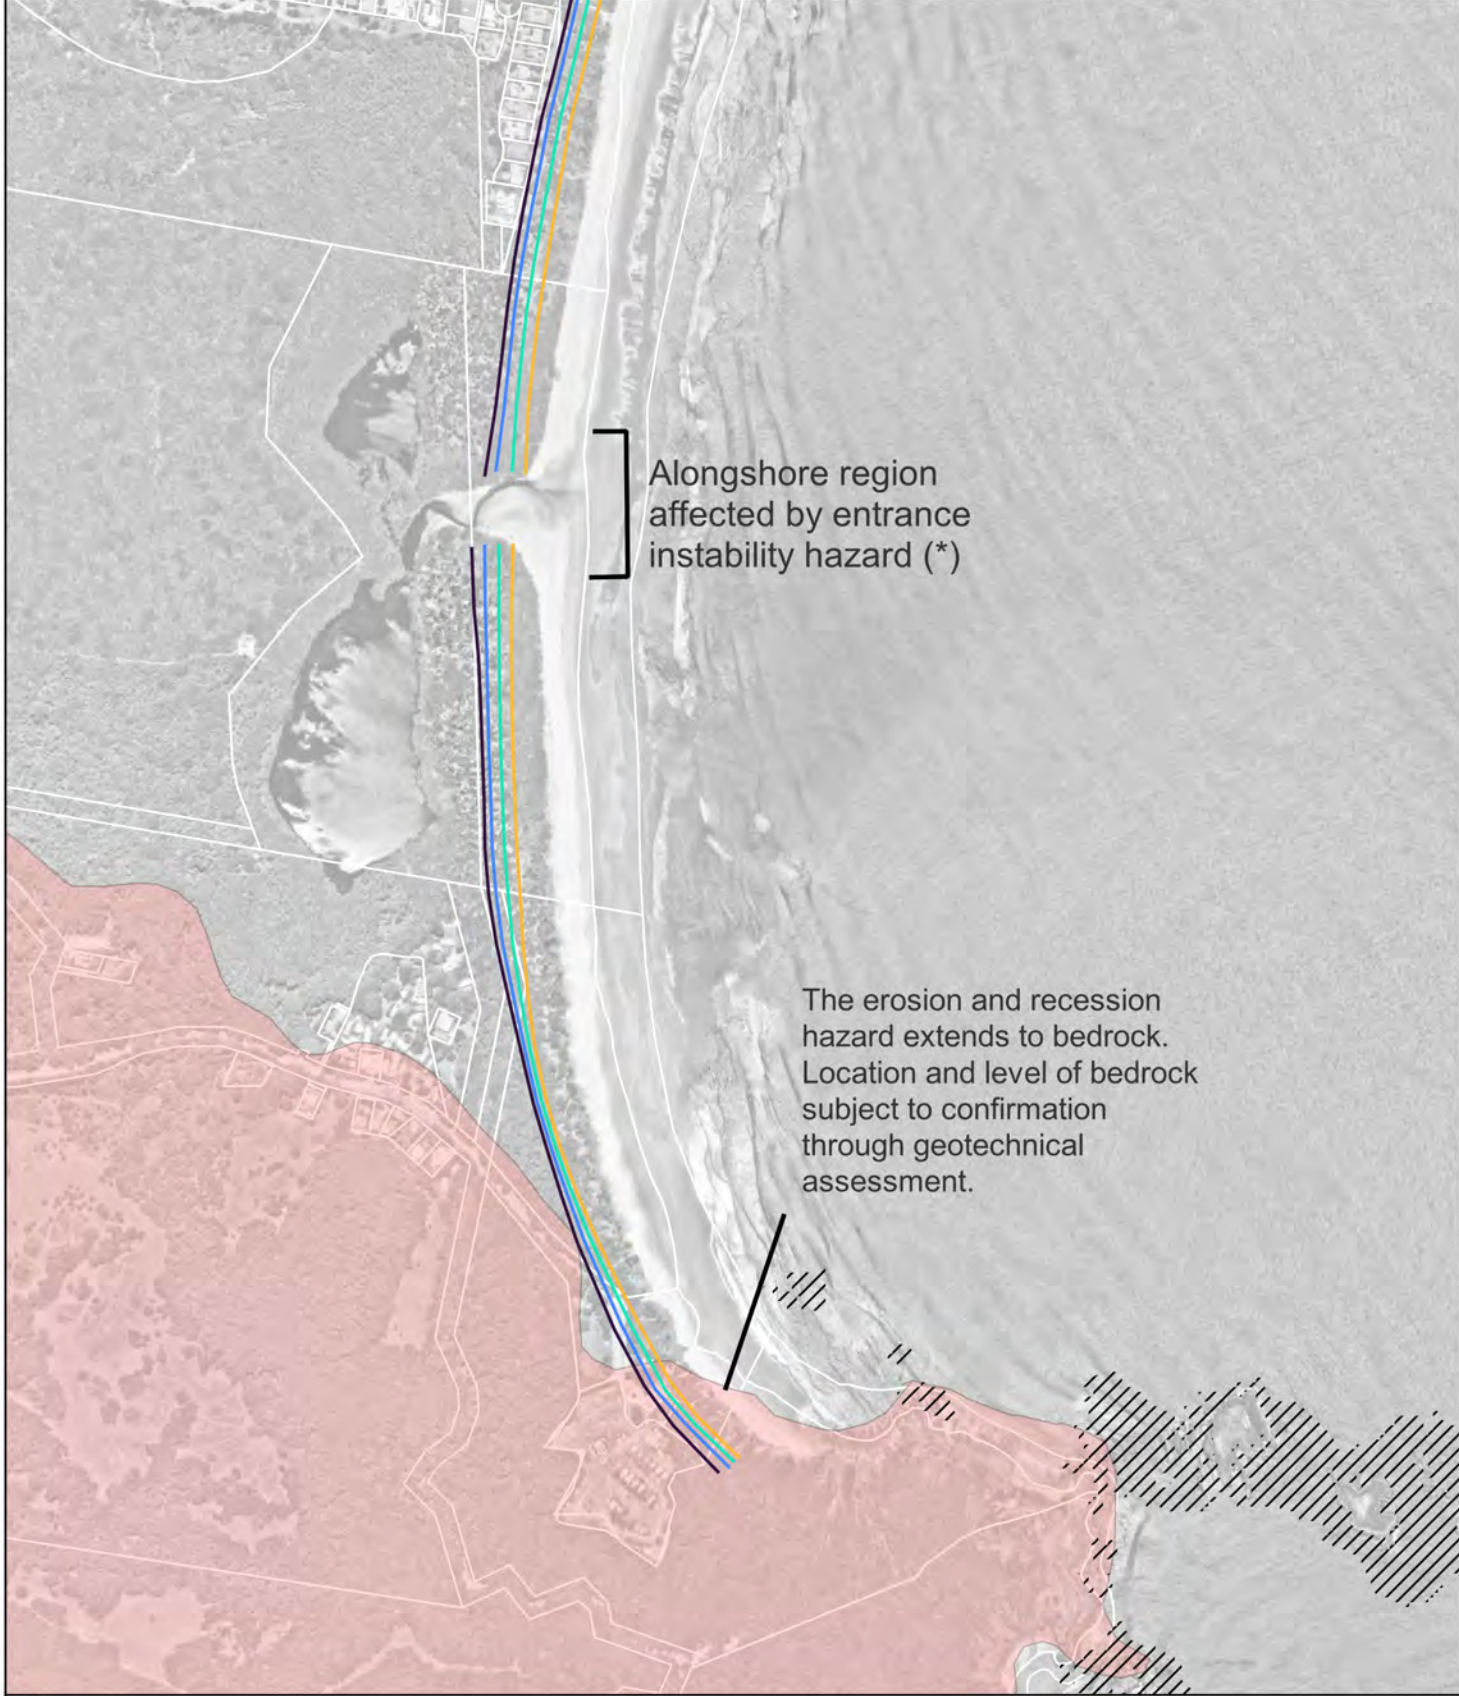 Alongshore region
affected by entrance
instability hazard (*)
The erosion and recession
hazard extends to bedrock.
Location and level of bedrock
subject to confirmation
through geotechnical
assessment.